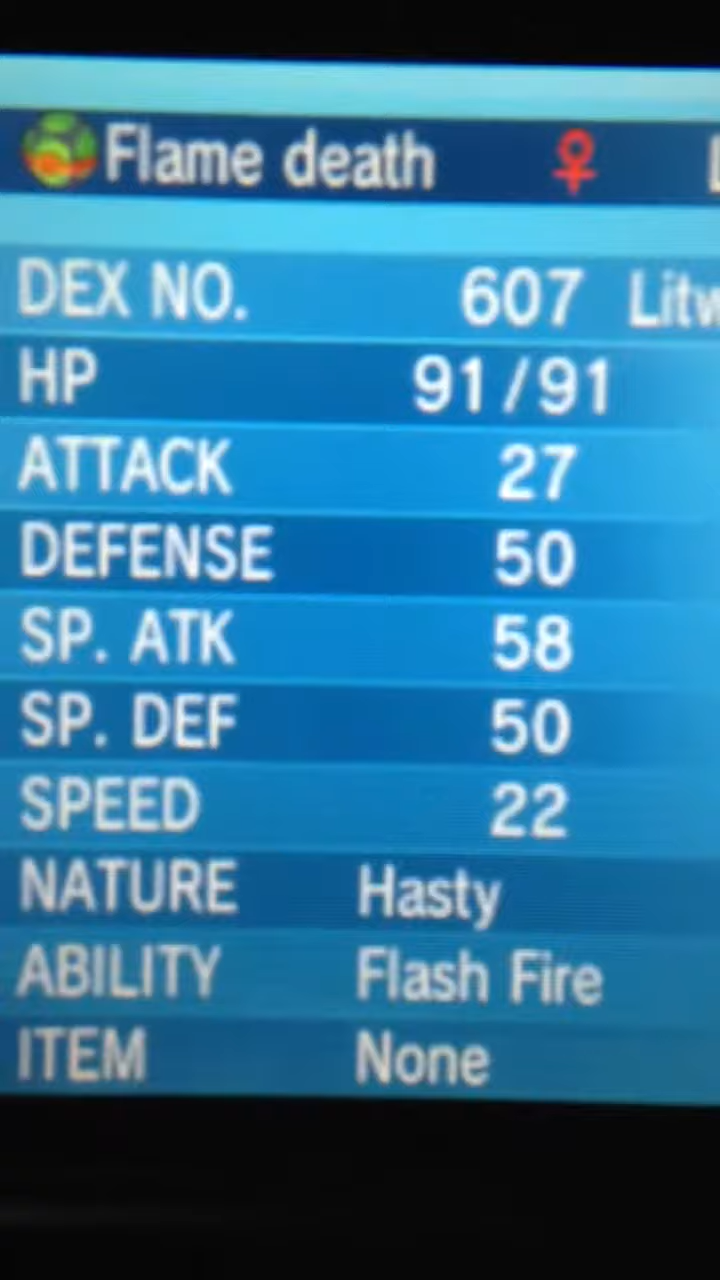 Flame death ♀
DEX NO. 607 Litw
HP 91/91
ATTACK 27
DEFENSE 50
SP. ATK 58
SP. DEF 50
SPEED 22
NATURE Hasty
ABILITY Flash Fire
ITEM None